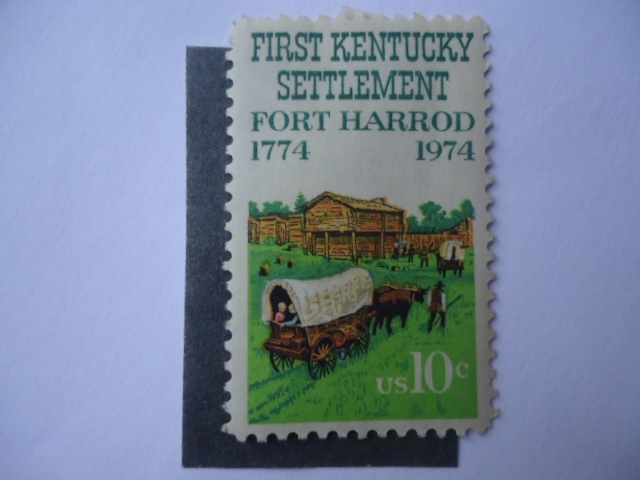 FIRST KENTUCKY
SETTLEMENT
FORT HARROD
1774 1974
US 10c